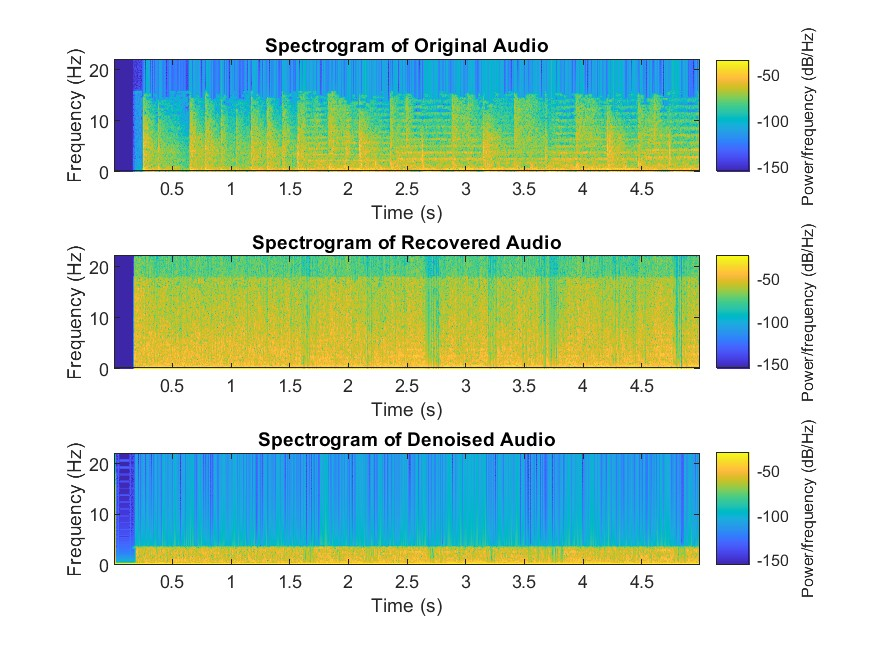 Spectrogram of Original Audio
20
10
0
Frequency (Hz)
0.5 1 1.5 2 2.5 3 3.5 4 4.5
Time (s)
-50
-100
-150
Power/frequency (dB/Hz)
Spectrogram of Recovered Audio
20
10
0
Frequency (Hz)
0.5 1 1.5 2 2.5 3 3.5 4 4.5
Time (s)
-50
-100
-150
Power/frequency (dB/Hz)
Spectrogram of Denoised Audio
20
10
0
Frequency (Hz)
0.5 1 1.5 2 2.5 3 3.5 4 4.5
Time (s)
-50
-100
-150
Power/frequency (dB/Hz)